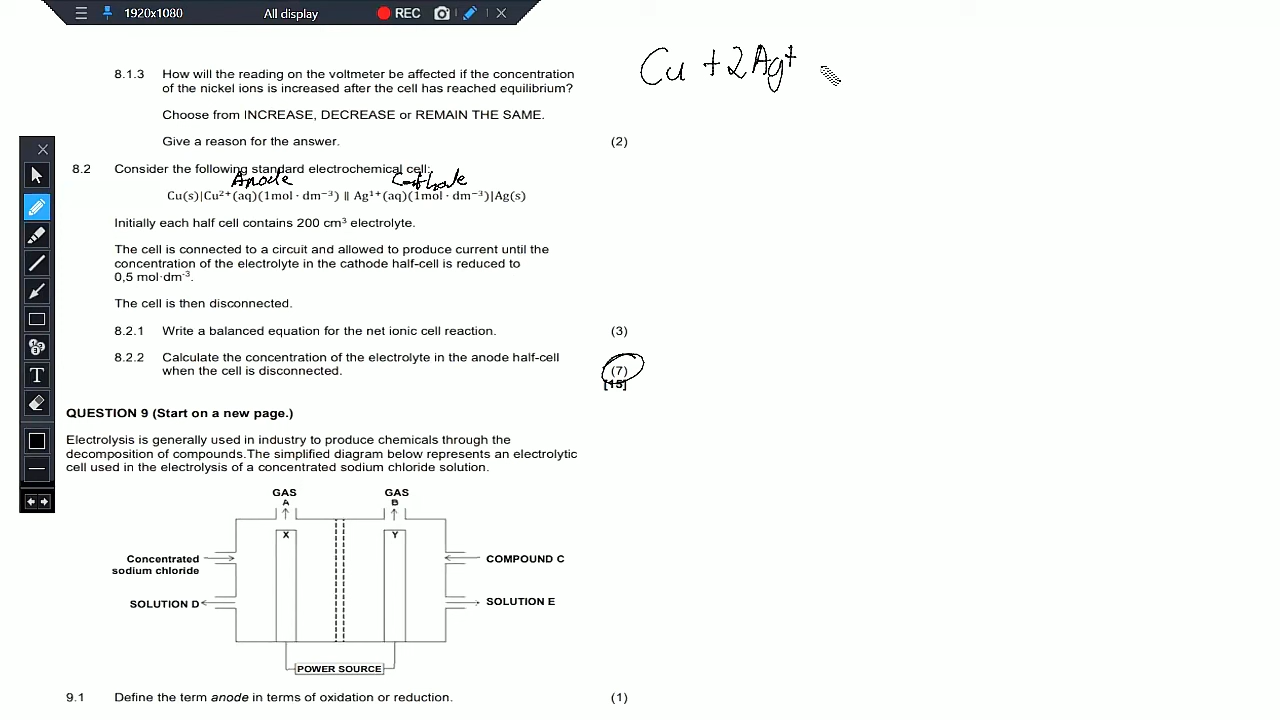 1920x1080 All display REC
8.1.3 How will the reading on the voltmeter be affected if the concentration
of the nickel ions is increased after the cell has reached equilibrium?
Choose from INCREASE, DECREASE or REMAIN THE SAME.
Give a reason for the answer. (2)
8.2 Consider the following standard electrochemical cell:
Anode Cathode
Cu(s)|Cu²⁺(aq)(1mol · dm⁻³) ‖ Ag¹⁺(aq)(1mol · dm⁻³)|Ag(s)
Initially each half cell contains 200 cm³ electrolyte.
The cell is connected to a circuit and allowed to produce current until the
concentration of the electrolyte in the cathode half-cell is reduced to
0,5 mol·dm⁻³.
The cell is then disconnected.
8.2.1 Write a balanced equation for the net ionic cell reaction. (3)
8.2.2 Calculate the concentration of the electrolyte in the anode half-cell
when the cell is disconnected. (7)
[15]
QUESTION 9 (Start on a new page.)
Electrolysis is generally used in industry to produce chemicals through the
decomposition of compounds.The simplified diagram below represents an electrolytic
cell used in the electrolysis of a concentrated sodium chloride solution.
GAS GAS
A B
X Y
Concentrated
sodium chloride
COMPOUND C
SOLUTION D
SOLUTION E
POWER SOURCE
9.1 Define the term anode in terms of oxidation or reduction. (1)
Cu + 2Ag⁺
T